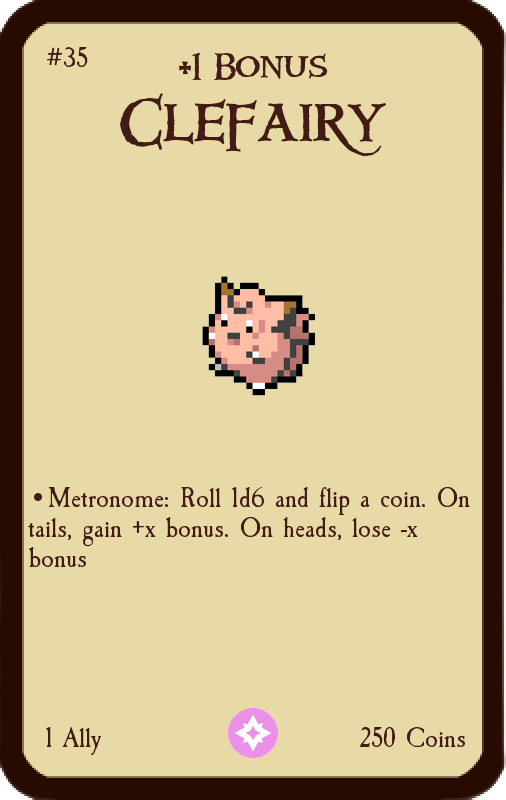 #35
+1 Bonus
Clefairy
• Metronome: Roll 1d6 and flip a coin. On
tails, gain +x bonus. On heads, lose -x
bonus
1 Ally
250 Coins